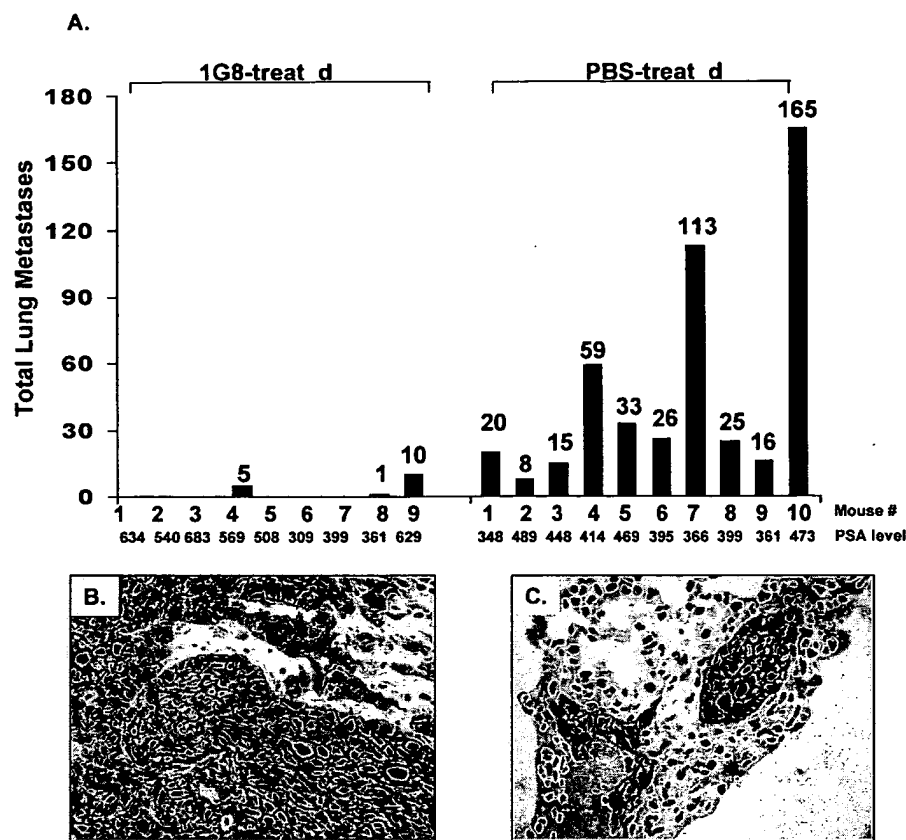 A.
1G8-treat d
PBS-treat d
Total Lung Metastases
180
150
120
90
60
30
0
5
1
10
20
8
15
59
33
26
113
25
16
165
1 2 3 4 5 6 7 8 9
1 2 3 4 5 6 7 8 9 10 Mouse #
634 540 683 569 508 309 399 361 629
348 489 448 414 469 395 366 399 361 473 PSA level
B.
C.